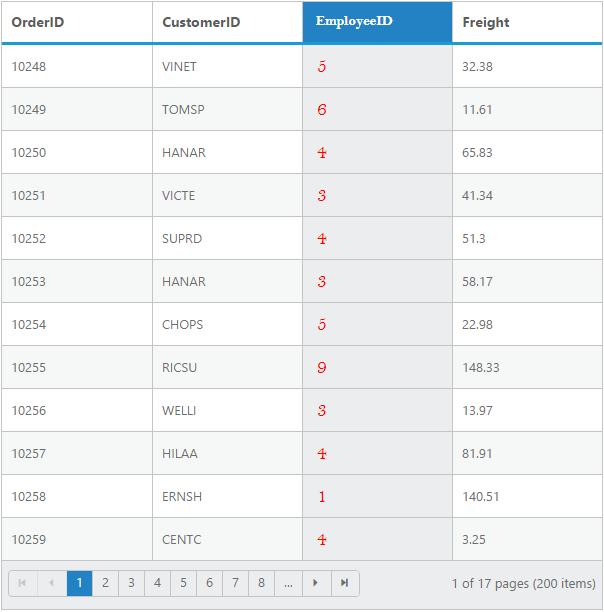 OrderID CustomerID EmployeeID Freight
10248 VINET 5 32.38
10249 TOMSP 6 11.61
10250 HANAR 4 65.83
10251 VICTE 3 41.34
10252 SUPRD 4 51.3
10253 HANAR 3 58.17
10254 CHOPS 5 22.98
10255 RICSU 9 148.33
10256 WELLI 3 13.97
10257 HILAA 4 81.91
10258 ERNSH 1 140.51
10259 CENTC 4 3.25
1 2 3 4 5 6 7 8 ... 1 of 17 pages (200 items)